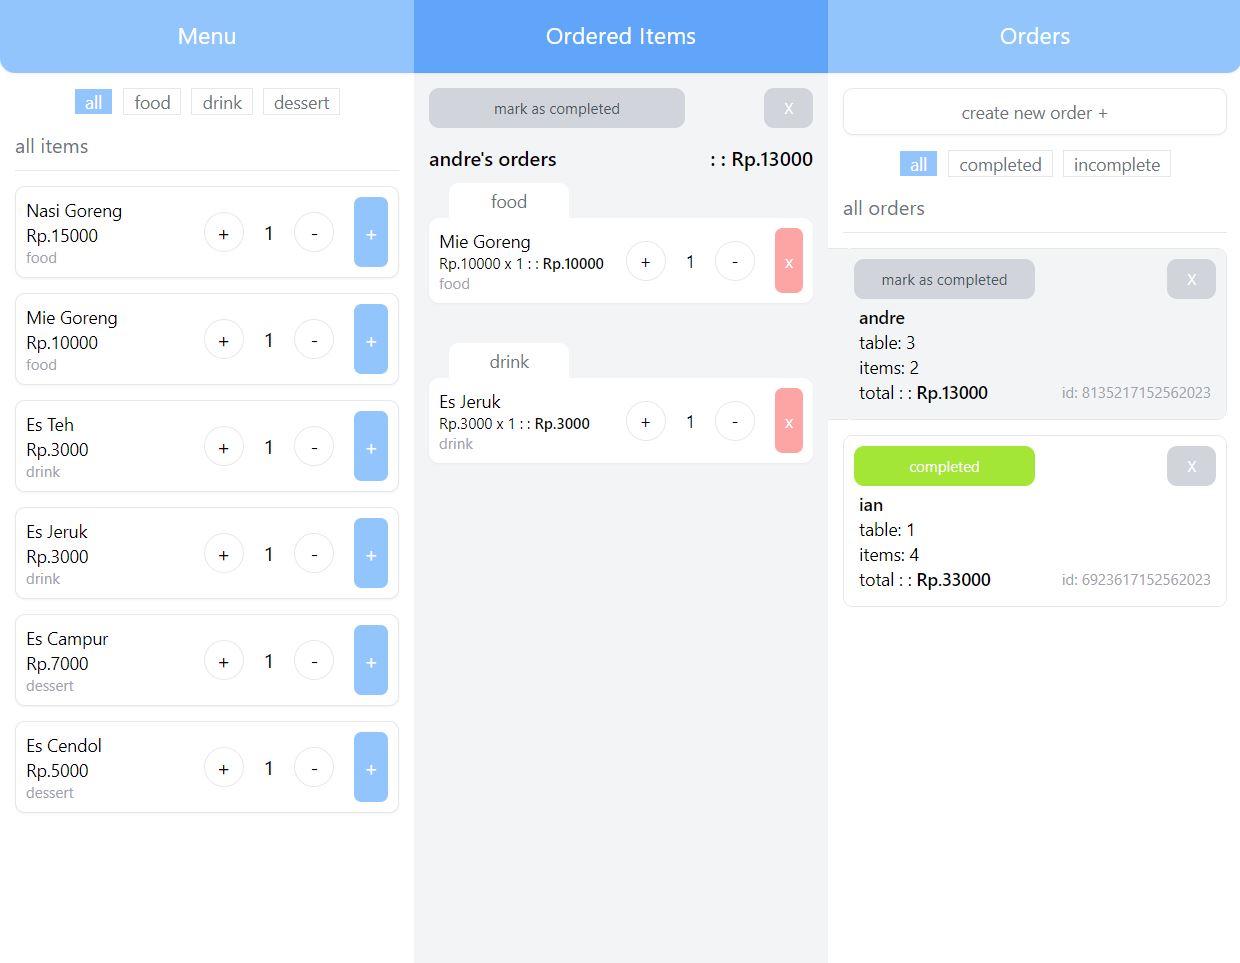 Menu
all food drink dessert
all items
Nasi Goreng
Rp.15000
food
+ 1 - +
Mie Goreng
Rp.10000
food
+ 1 - +
Es Teh
Rp.3000
drink
+ 1 - +
Es Jeruk
Rp.3000
drink
+ 1 - +
Es Campur
Rp.7000
dessert
+ 1 - +
Es Cendol
Rp.5000
dessert
+ 1 - +
Ordered Items
mark as completed X
andre's orders : : Rp.13000
food
Mie Goreng
Rp.10000 x 1 : : Rp.10000
food
+ 1 - x
drink
Es Jeruk
Rp.3000 x 1 : : Rp.3000
drink
+ 1 - x
Orders
create new order +
all completed incomplete
all orders
mark as completed X
andre
table: 3
items: 2
total : : Rp.13000 id: 8135217152562023
completed X
ian
table: 1
items: 4
total : : Rp.33000 id: 6923617152562023